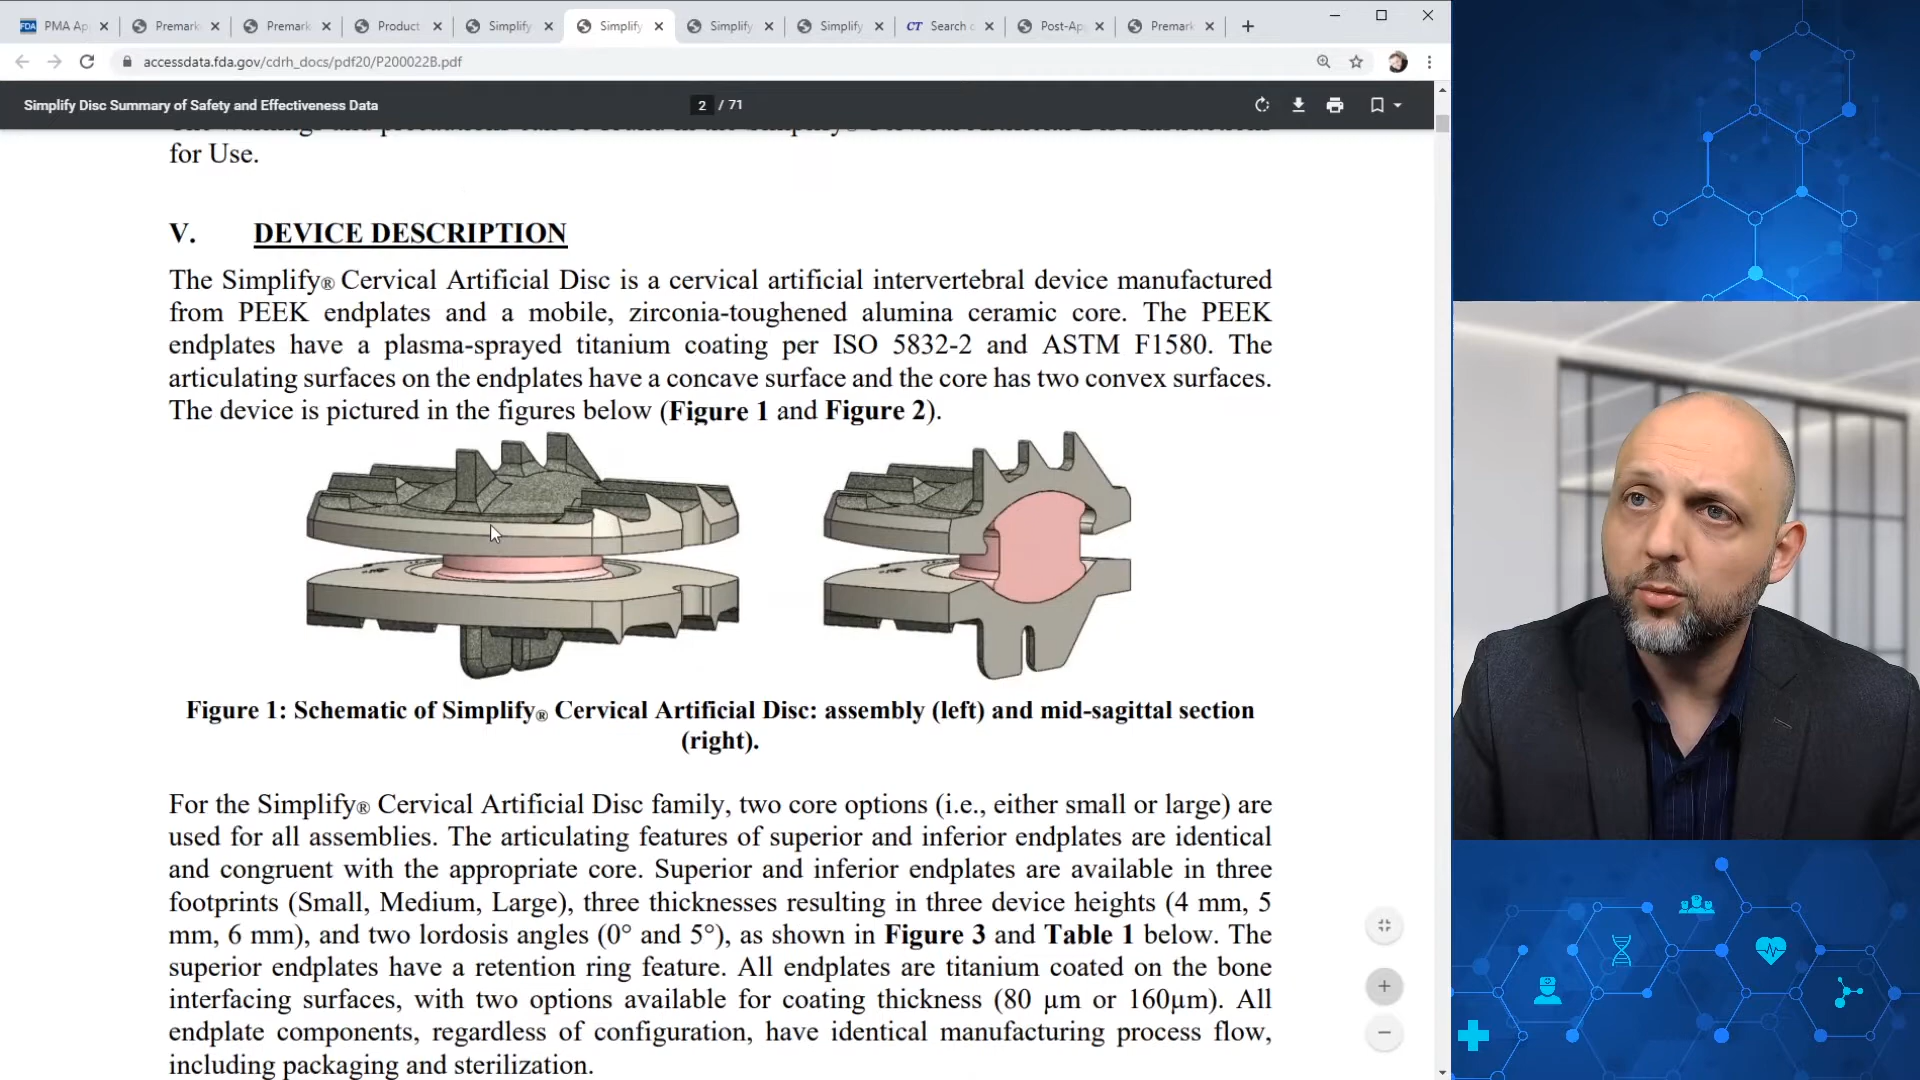 PMA Ap
Premark
Premark
Product
Simplify
Simplify
Simplify
Simplify
CT Search c
Post-Ap
Premark
accessdata.fda.gov/cdrh_docs/pdf20/P200022B.pdf
Simplify Disc Summary of Safety and Effectiveness Data
2 / 71
for Use.
V. DEVICE DESCRIPTION
The Simplify® Cervical Artificial Disc is a cervical artificial intervertebral device manufactured
from PEEK endplates and a mobile, zirconia-toughened alumina ceramic core. The PEEK
endplates have a plasma-sprayed titanium coating per ISO 5832-2 and ASTM F1580. The
articulating surfaces on the endplates have a concave surface and the core has two convex surfaces.
The device is pictured in the figures below (Figure 1 and Figure 2).
Figure 1: Schematic of Simplify® Cervical Artificial Disc: assembly (left) and mid-sagittal section
(right).
For the Simplify® Cervical Artificial Disc family, two core options (i.e., either small or large) are
used for all assemblies. The articulating features of superior and inferior endplates are identical
and congruent with the appropriate core. Superior and inferior endplates are available in three
footprints (Small, Medium, Large), three thicknesses resulting in three device heights (4 mm, 5
mm, 6 mm), and two lordosis angles (0° and 5°), as shown in Figure 3 and Table 1 below. The
superior endplates have a retention ring feature. All endplates are titanium coated on the bone
interfacing surfaces, with two options available for coating thickness (80 µm or 160µm). All
endplate components, regardless of configuration, have identical manufacturing process flow,
including packaging and sterilization.